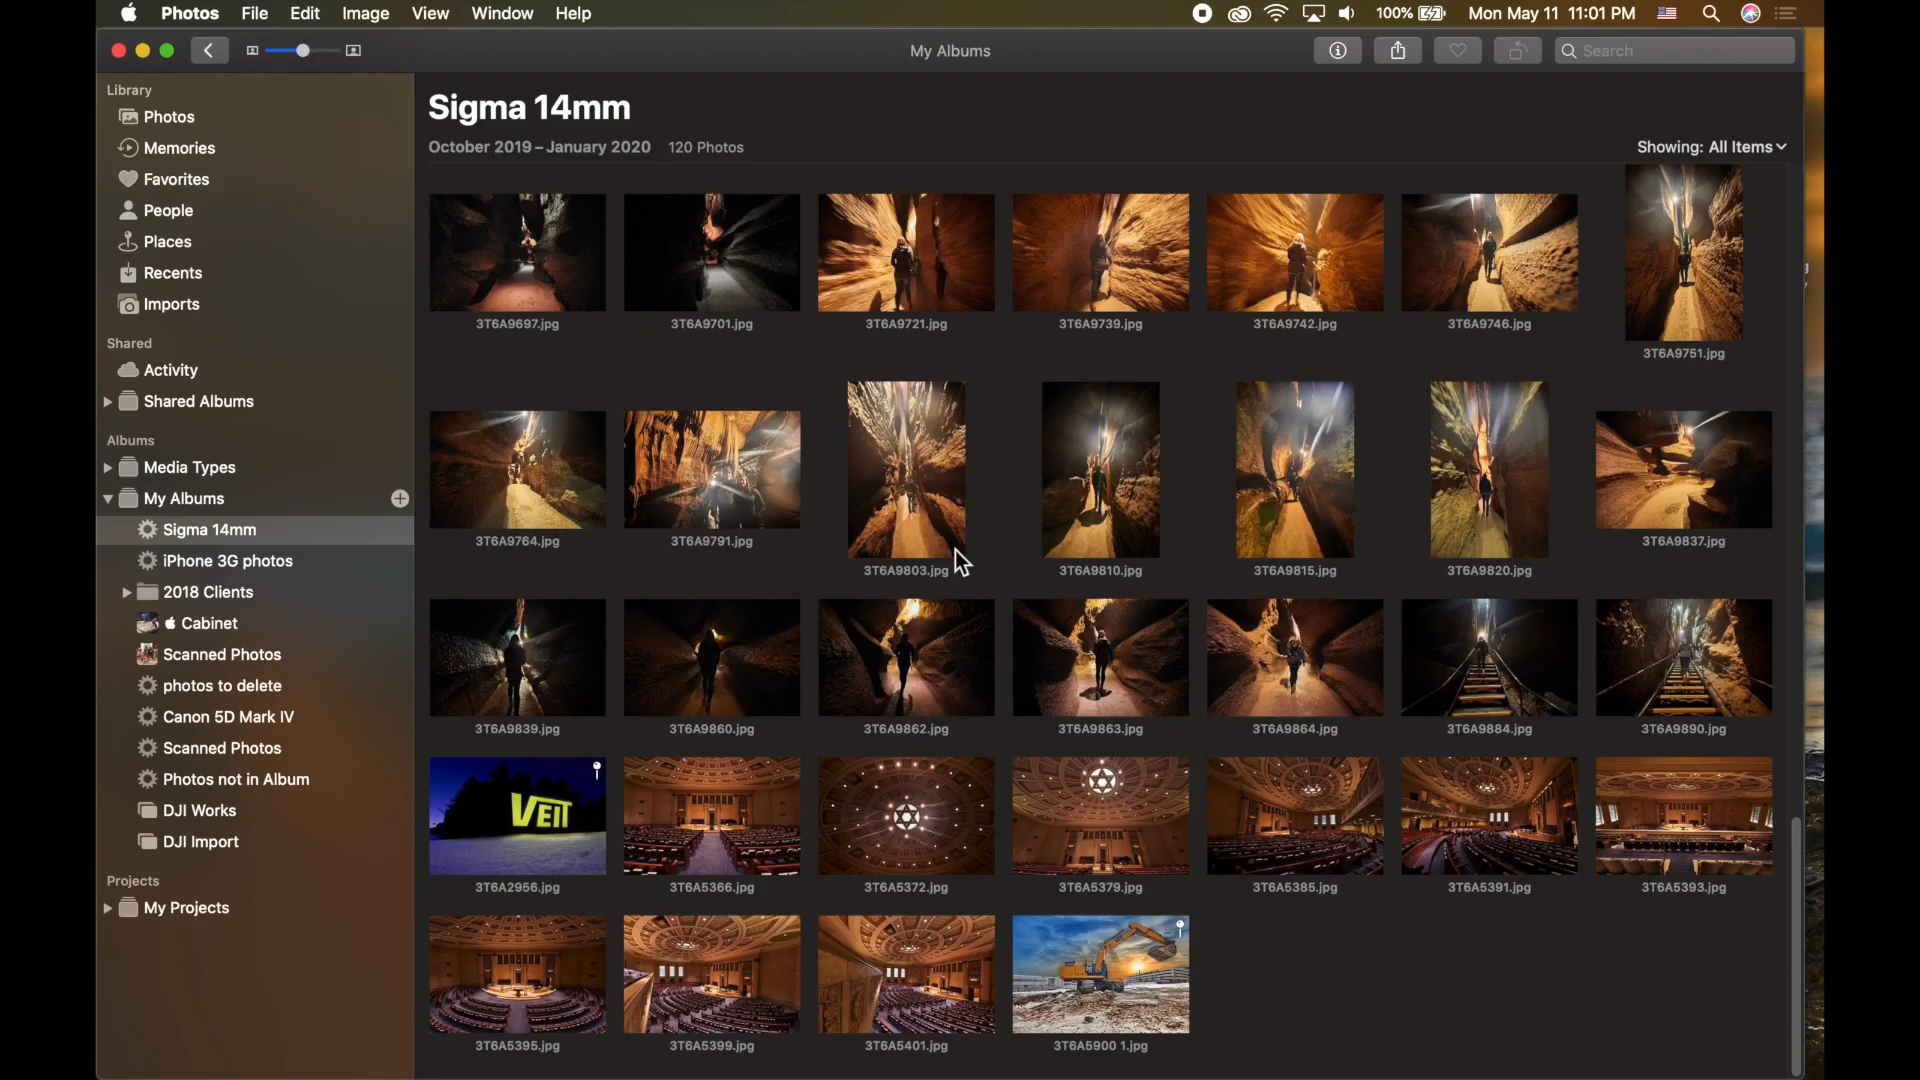 Photos File Edit Image View Window Help
100% Mon May 11 11:01 PM
My Albums
Search
Library
Photos
Memories
Favorites
People
Places
Recents
Imports
Shared
Activity
Shared Albums
Albums
Media Types
My Albums
Sigma 14mm
iPhone 3G photos
2018 Clients
Cabinet
Scanned Photos
photos to delete
Canon 5D Mark IV
Scanned Photos
Photos not in Album
DJI Works
DJI Import
Projects
My Projects
Sigma 14mm
October 2019 – January 2020 120 Photos
Showing: All Items
3T6A9697.jpg 3T6A9701.jpg 3T6A9721.jpg 3T6A9739.jpg 3T6A9742.jpg 3T6A9746.jpg
3T6A9751.jpg
3T6A9764.jpg 3T6A9791.jpg 3T6A9837.jpg
3T6A9803.jpg 3T6A9810.jpg 3T6A9815.jpg 3T6A9820.jpg
3T6A9839.jpg 3T6A9860.jpg 3T6A9862.jpg 3T6A9863.jpg 3T6A9864.jpg 3T6A9884.jpg 3T6A9890.jpg
VEIT
3T6A2956.jpg 3T6A5366.jpg 3T6A5372.jpg 3T6A5379.jpg 3T6A5385.jpg 3T6A5391.jpg 3T6A5393.jpg
3T6A5395.jpg 3T6A5399.jpg 3T6A5401.jpg 3T6A5900 1.jpg